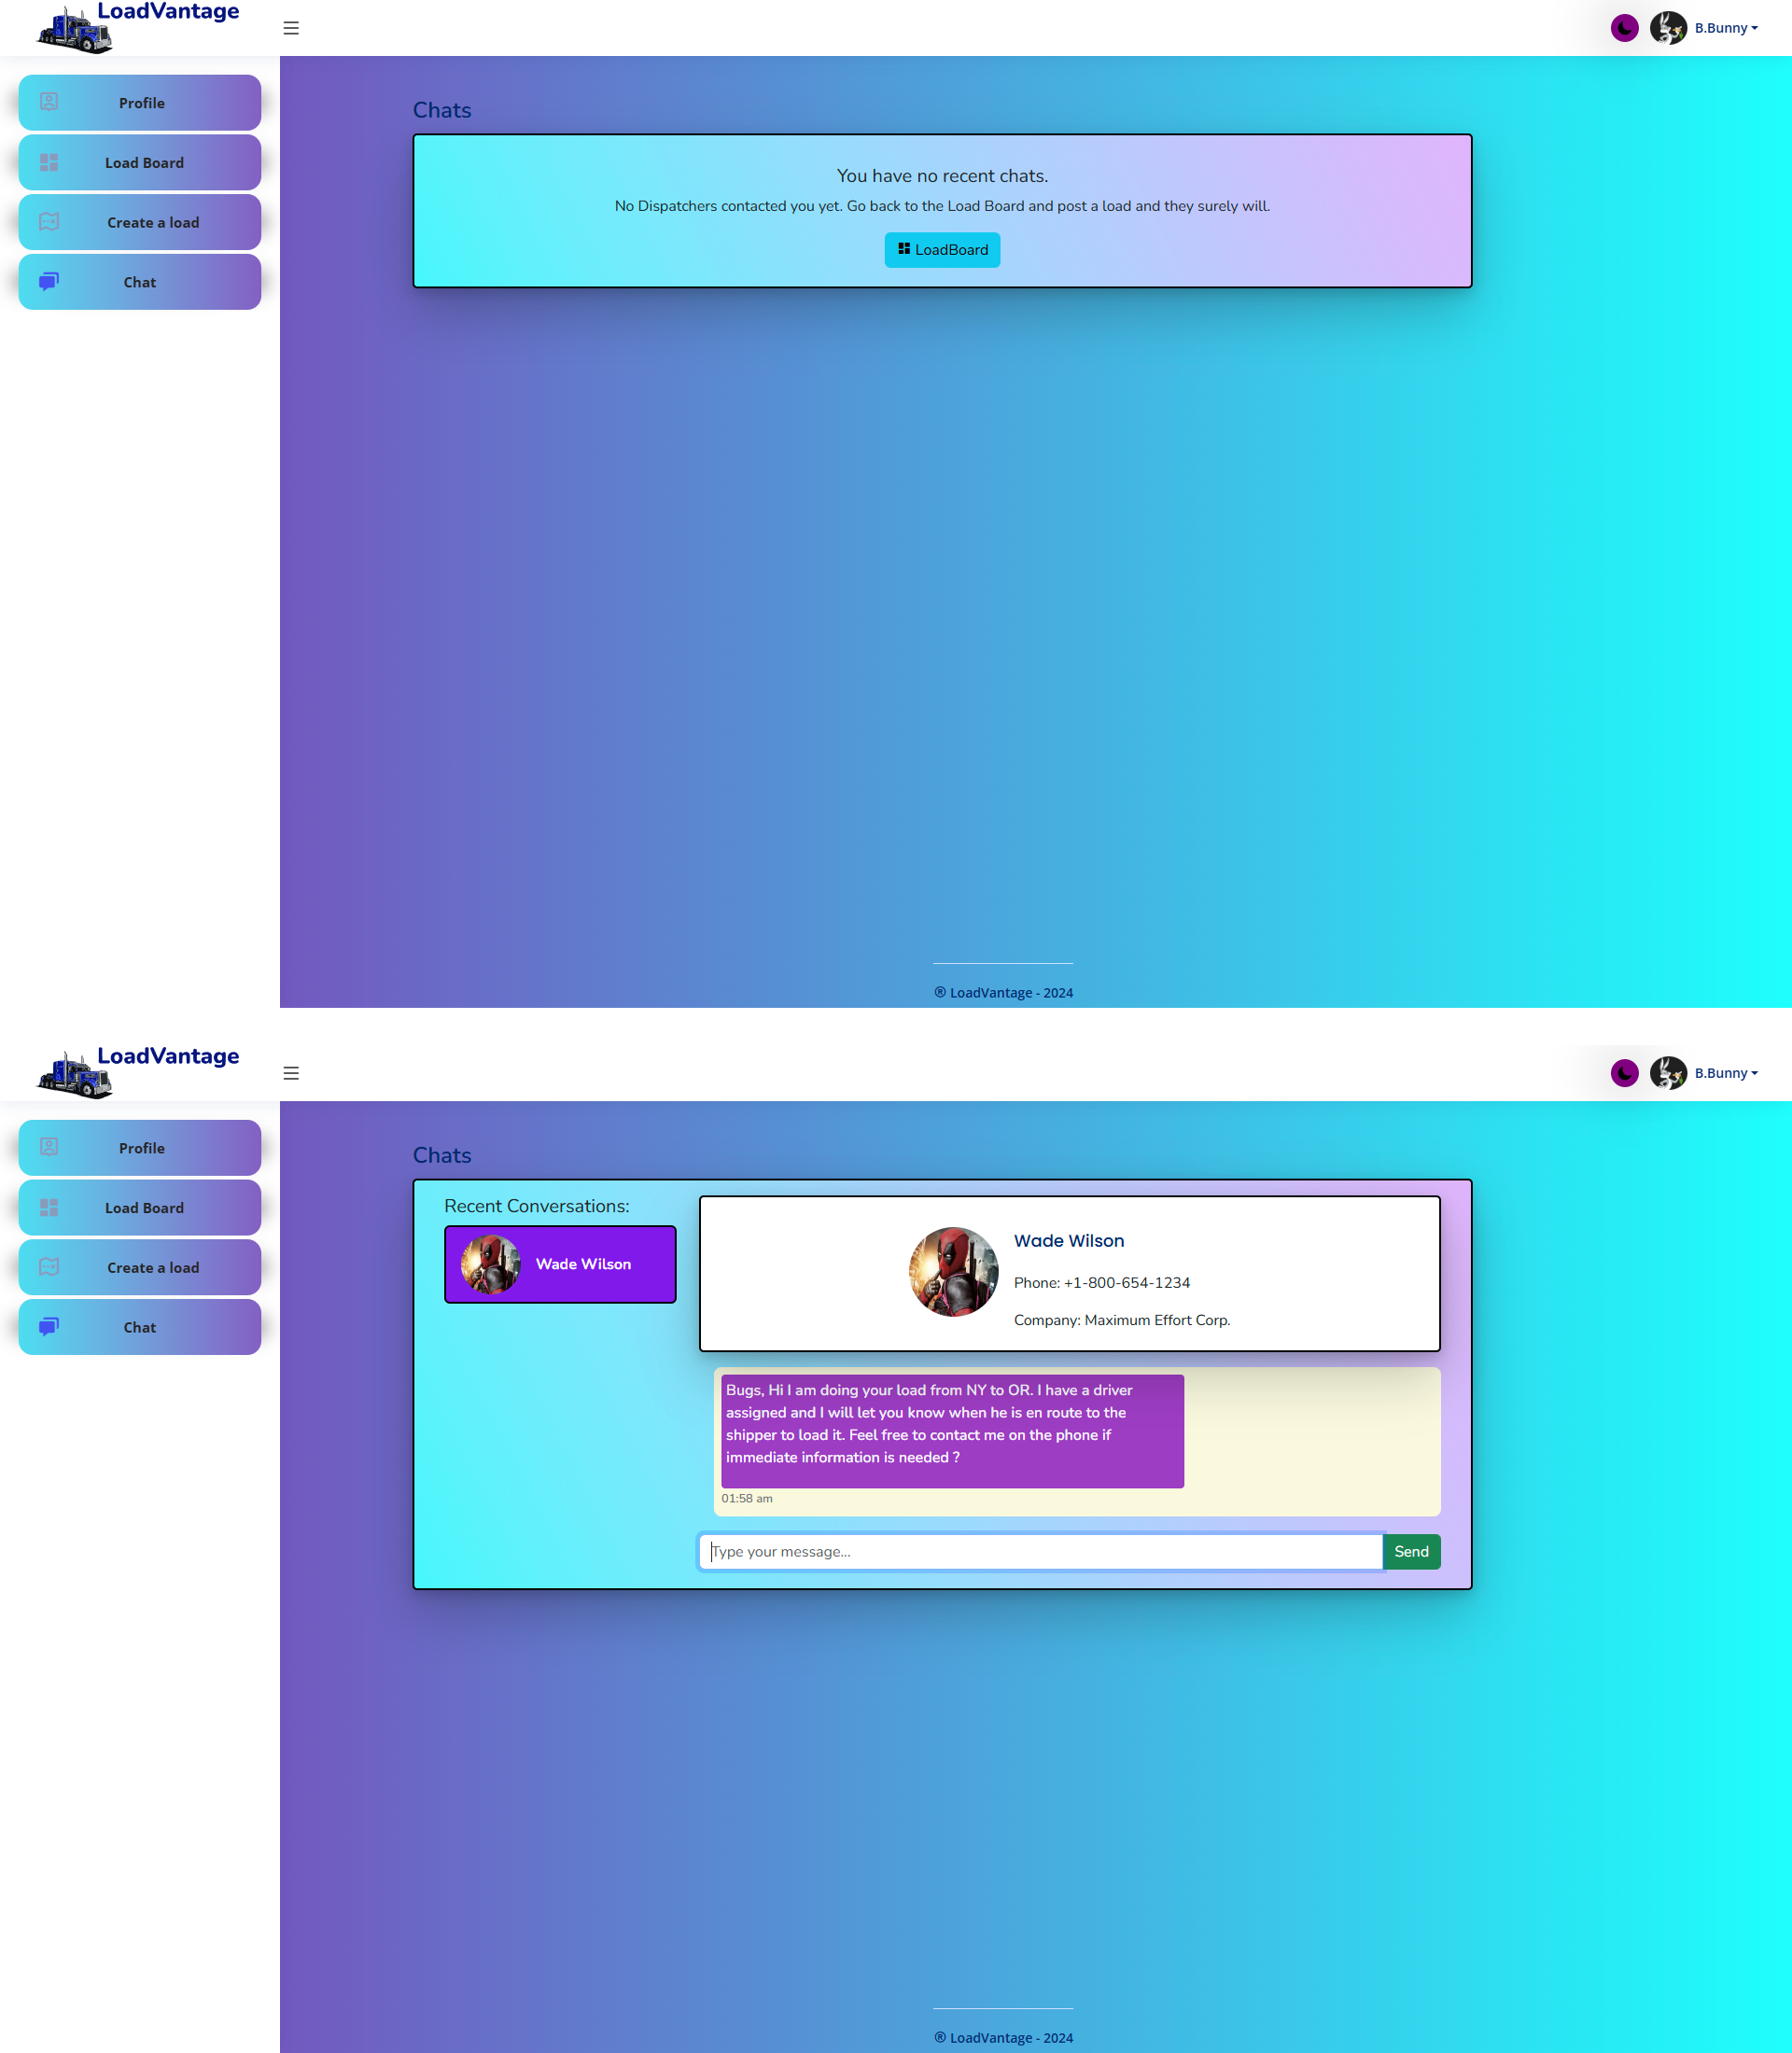 LoadVantage
B.Bunny
Profile
Load Board
Create a load
Chat
Chats
You have no recent chats.
No Dispatchers contacted you yet. Go back to the Load Board and post a load and they surely will.
LoadBoard
® LoadVantage - 2024
LoadVantage
B.Bunny
Profile
Load Board
Create a load
Chat
Chats
Recent Conversations:
Wade Wilson
Wade Wilson
Phone: +1-800-654-1234
Company: Maximum Effort Corp.
Bugs, Hi I am doing your load from NY to OR. I have a driver
assigned and I will let you know when he is en route to the
shipper to load it. Feel free to contact me on the phone if
immediate information is needed ?
01:58 am
Type your message...
Send
® LoadVantage - 2024